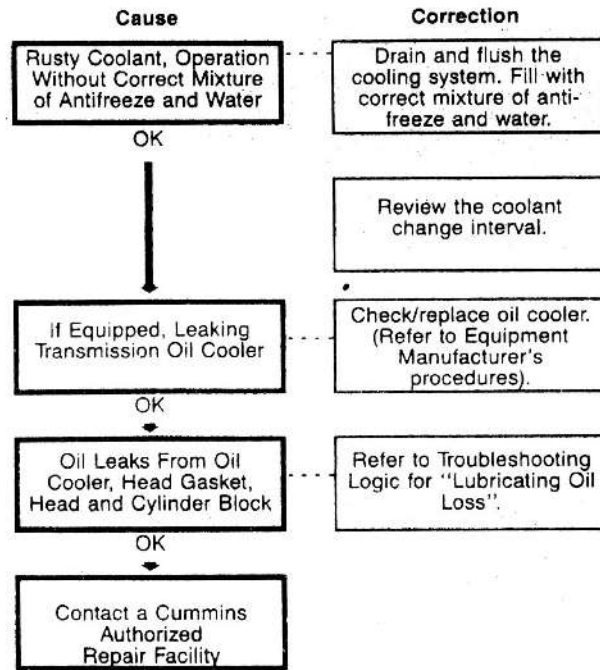 Cause
Correction
Rusty Coolant, Operation
Without Correct Mixture
of Antifreeze and Water
Drain and flush the
cooling system. Fill with
correct mixture of anti-
freeze and water.
OK
Review the coolant
change interval.
If Equipped, Leaking
Transmission Oil Cooler
Check/replace oil cooler.
(Refer to Equipment
Manufacturer's
procedures).
OK
Oil Leaks From Oil
Cooler, Head Gasket,
Head and Cylinder Block
Refer to Troubleshooting
Logic for "Lubricating Oil
Loss".
OK
Contact a Cummins
Authorized
Repair Facility